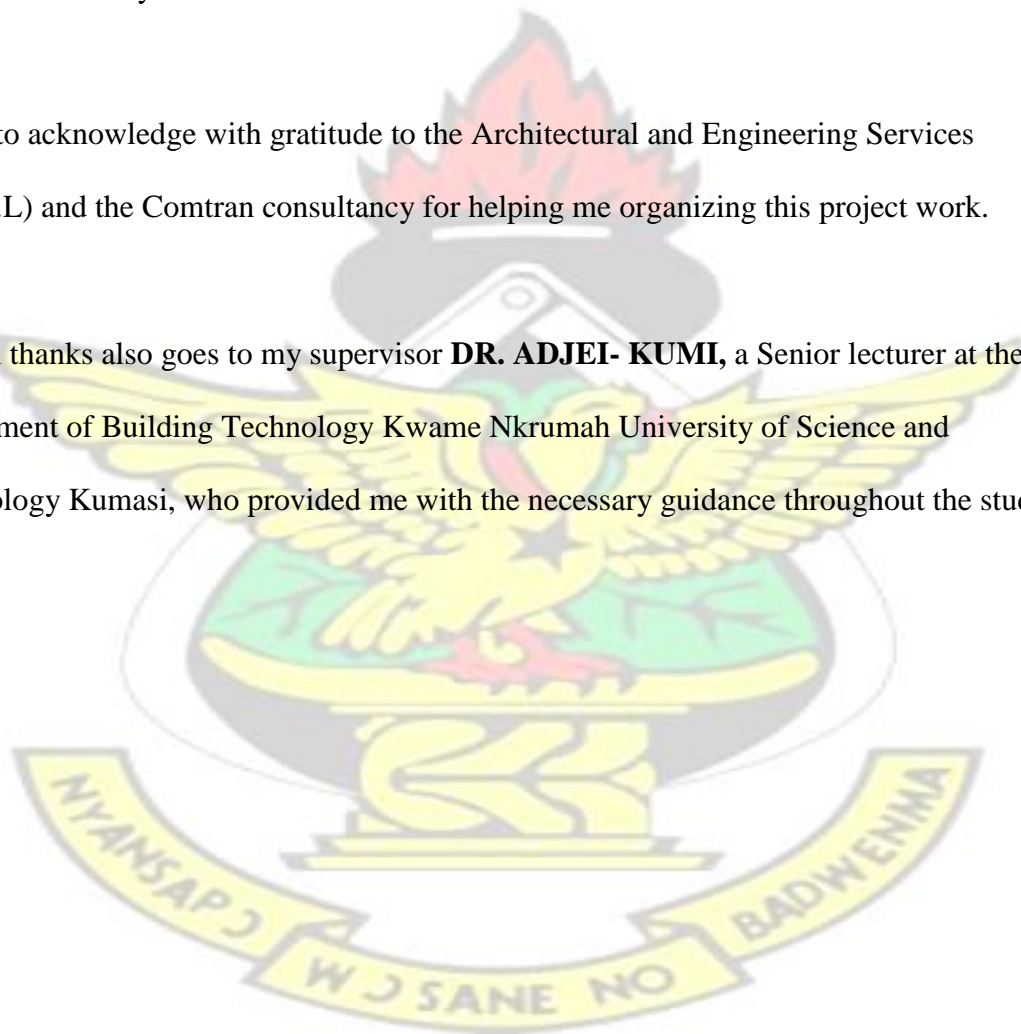 to acknowledge with gratitude to the Architectural and Engineering Services
L) and the Comtran consultancy for helping me organizing this project work.
thanks also goes to my supervisor DR. ADJEI- KUMI, a Senior lecturer at the
ment of Building Technology Kwame Nkrumah University of Science and
ology Kumasi, who provided me with the necessary guidance throughout the stud
NYANSAPƆ WƆSANE NO BADWENMA